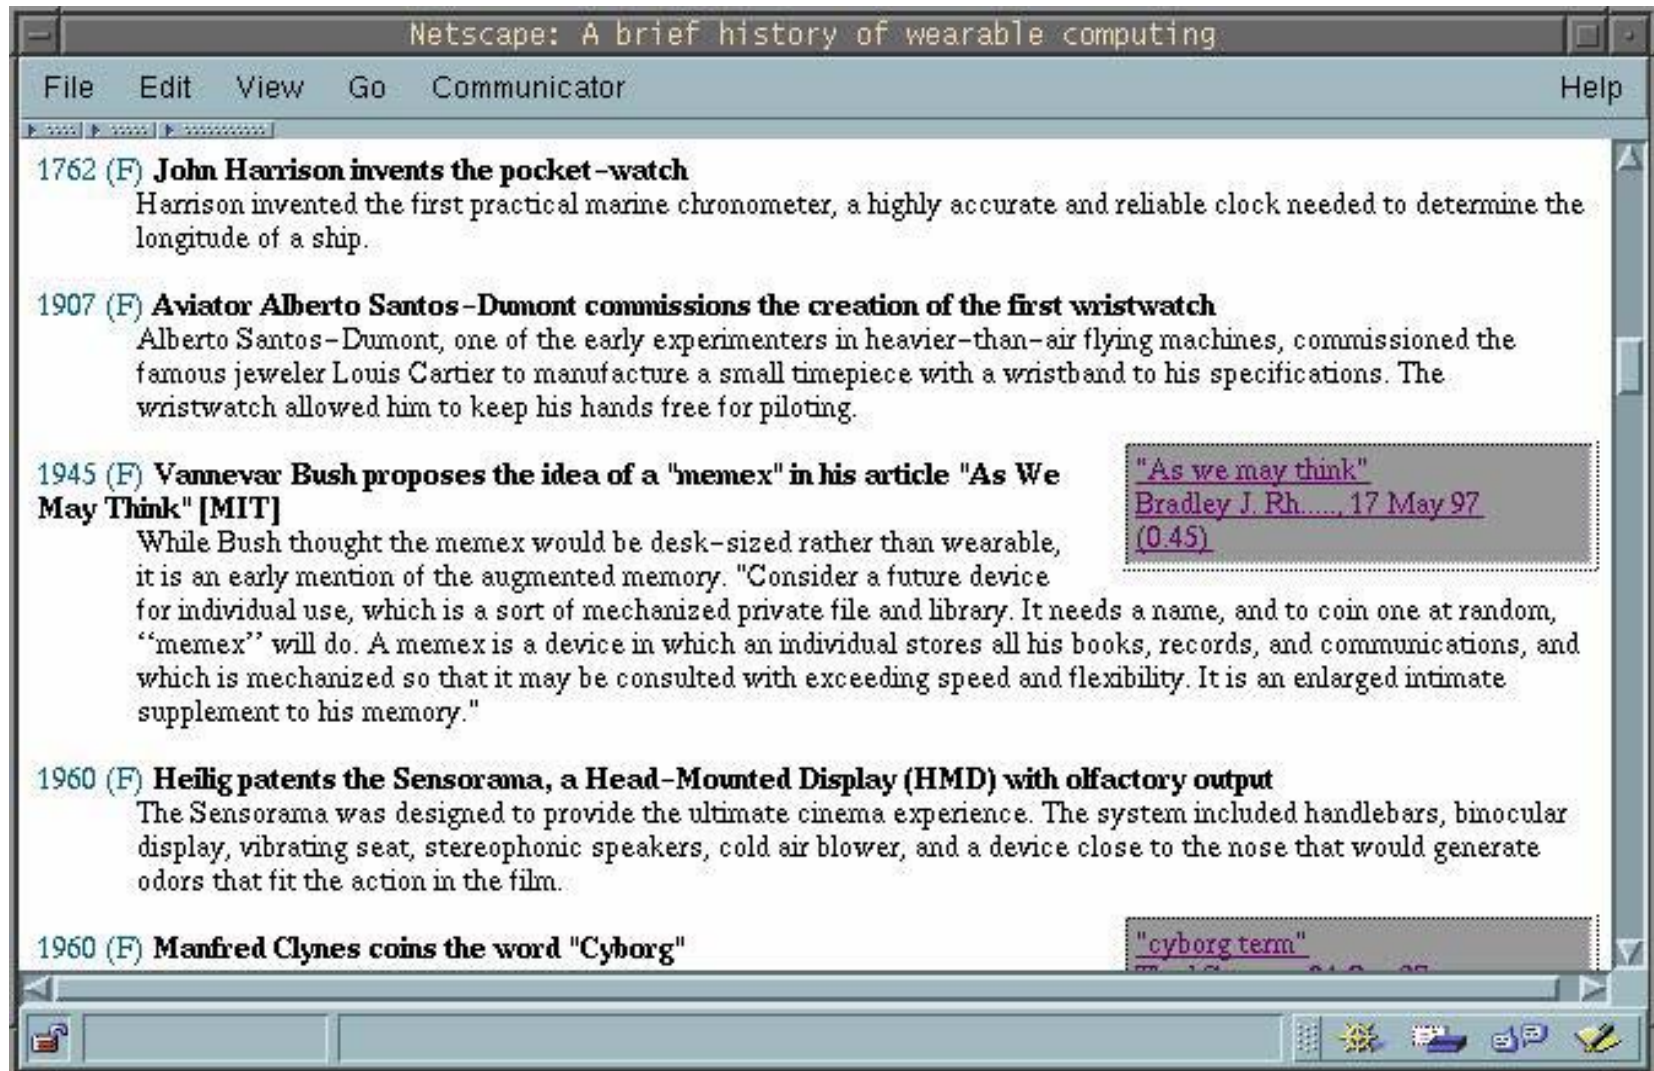 Netscape: A brief history of wearable computing
File Edit View Go Communicator Help
1762 (F) John Harrison invents the pocket-watch
Harrison invented the first practical marine chronometer, a highly accurate and reliable clock needed to determine the
longitude of a ship.
1907 (F) Aviator Alberto Santos-Dumont commissions the creation of the first wristwatch
Alberto Santos-Dumont, one of the early experimenters in heavier-than-air flying machines, commissioned the
famous jeweler Louis Cartier to manufacture a small timepiece with a wristband to his specifications. The
wristwatch allowed him to keep his hands free for piloting.
1945 (F) Vannevar Bush proposes the idea of a "memex" in his article "As We
May Think" [MIT]
"As we may think"
Bradley J. Rh....., 17 May 97
(0.45)
While Bush thought the memex would be desk-sized rather than wearable,
it is an early mention of the augmented memory. "Consider a future device
for individual use, which is a sort of mechanized private file and library. It needs a name, and to coin one at random,
``memex'' will do. A memex is a device in which an individual stores all his books, records, and communications, and
which is mechanized so that it may be consulted with exceeding speed and flexibility. It is an enlarged intimate
supplement to his memory."
1960 (F) Heilig patents the Sensorama, a Head-Mounted Display (HMD) with olfactory output
The Sensorama was designed to provide the ultimate cinema experience. The system included handlebars, binocular
display, vibrating seat, stereophonic speakers, cold air blower, and a device close to the nose that would generate
odors that fit the action in the film.
1960 (F) Manfred Clynes coins the word "Cyborg"
"cyborg term"